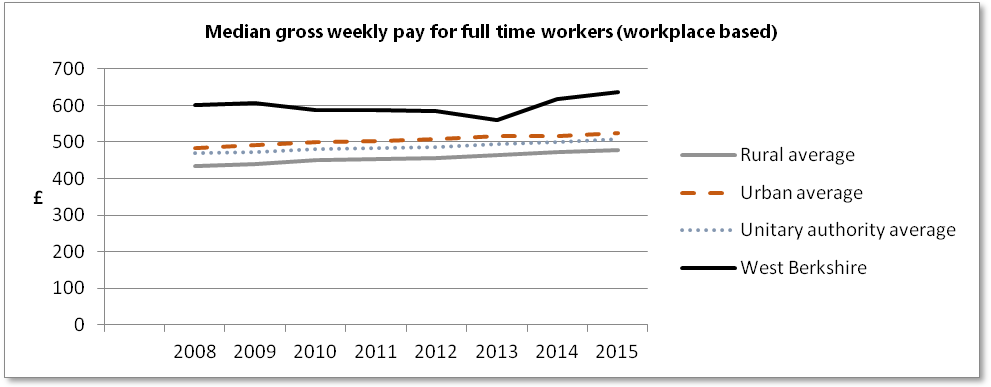 Median gross weekly pay for full time workers (workplace based)
700
600
500
400
300
200
100
0
£
2008 2009 2010 2011 2012 2013 2014 2015
Rural average
Urban average
Unitary authority average
West Berkshire